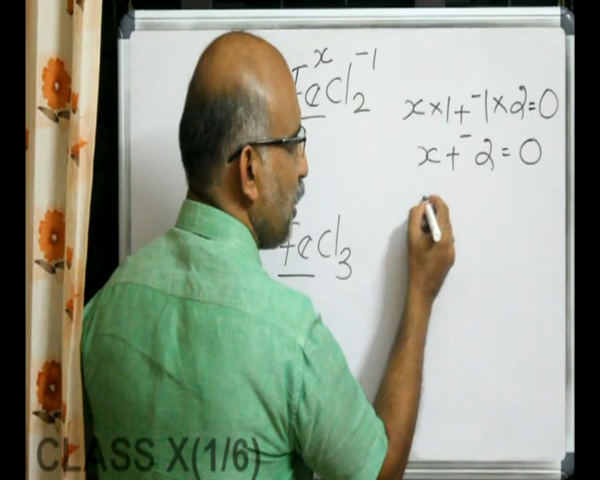 x -1
FeCl2
x×1+-1×2=0
x+-2=0
FeCl3
CLASS X(1/6)